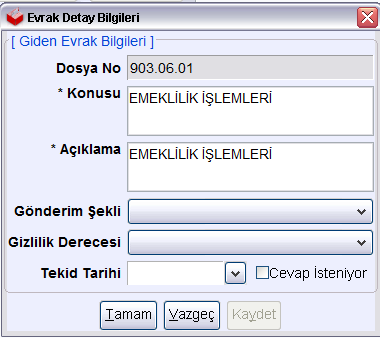 Evrak Detay Bilgileri
[ Giden Evrak Bilgileri ]
Dosya No 903.06.01
* Konusu EMEKLİLİK İŞLEMLERİ
* Açıklama EMEKLİLİK İŞLEMLERİ
Gönderim Şekli
Gizlilik Derecesi
Tekid Tarihi Cevap İsteniyor
Tamam Vazgeç Kaydet